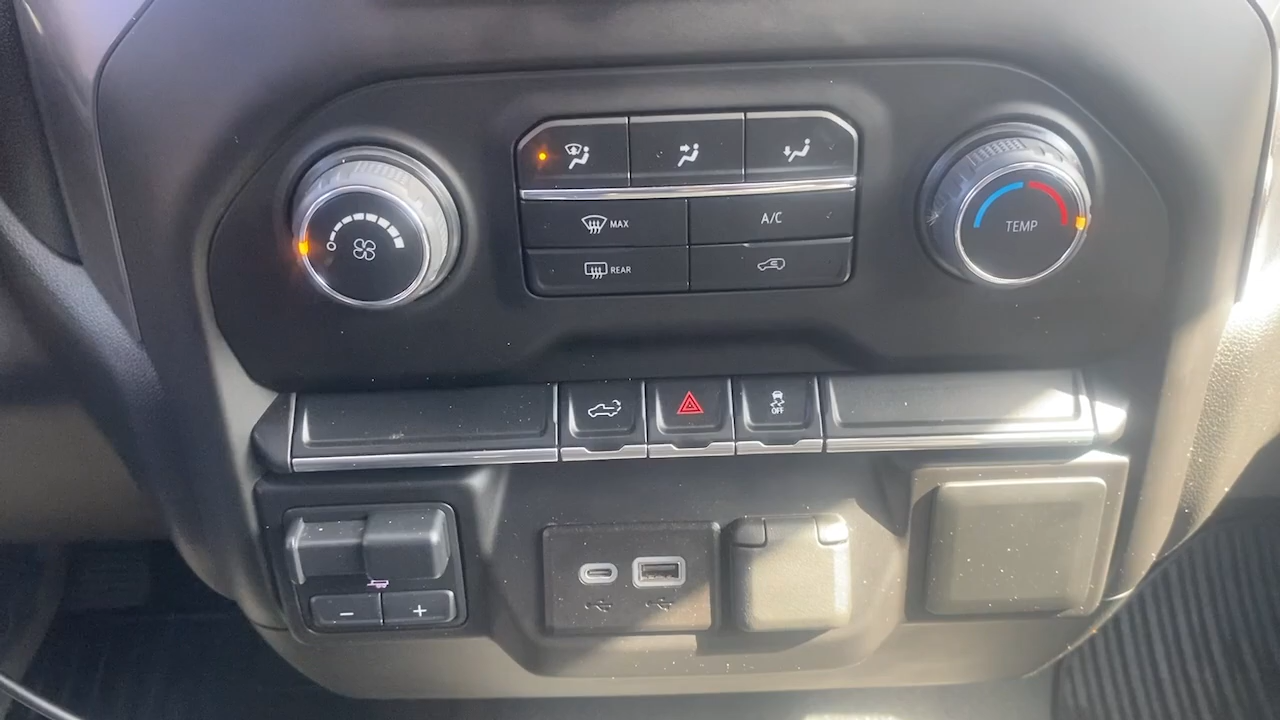 MAX
A/C
REAR
TEMP
OFF
− +